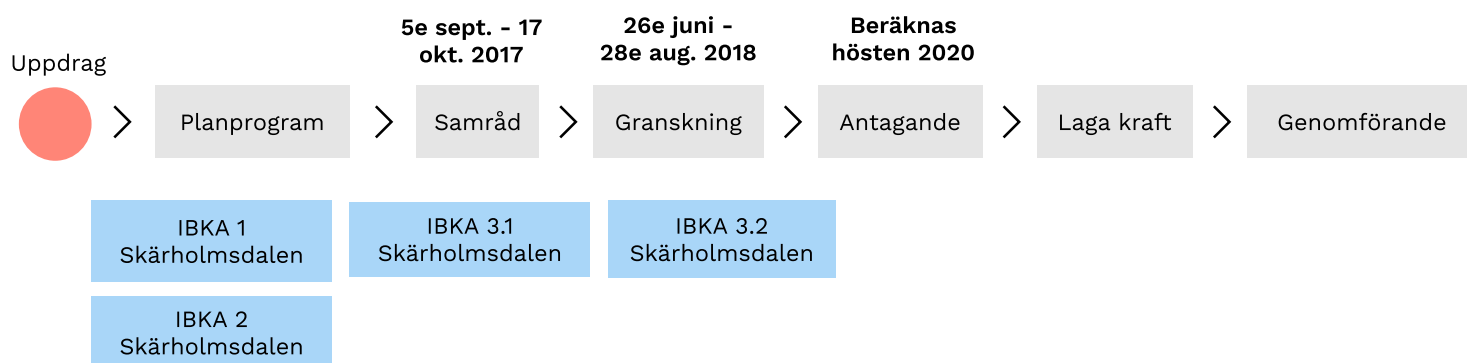 Uppdrag
5e sept. - 17
okt. 2017
26e juni -
28e aug. 2018
Beräknas
hösten 2020
Planprogram
Samråd
Granskning
Antagande
Laga kraft
Genomförande
IBKA 1
Skärholmsdalen
IBKA 3.1
Skärholmsdalen
IBKA 3.2
Skärholmsdalen
IBKA 2
Skärholmsdalen